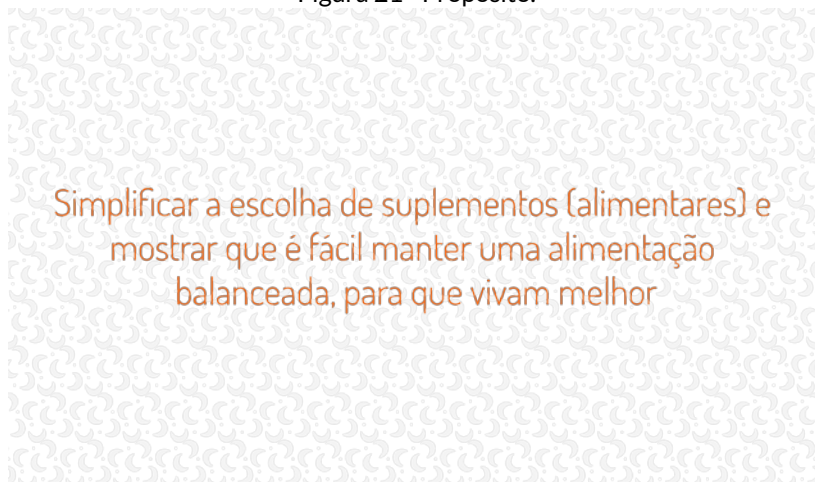 Simplificar a escolha de suplementos (alimentares) e
mostrar que é fácil manter uma alimentação
balanceada, para que vivam melhor